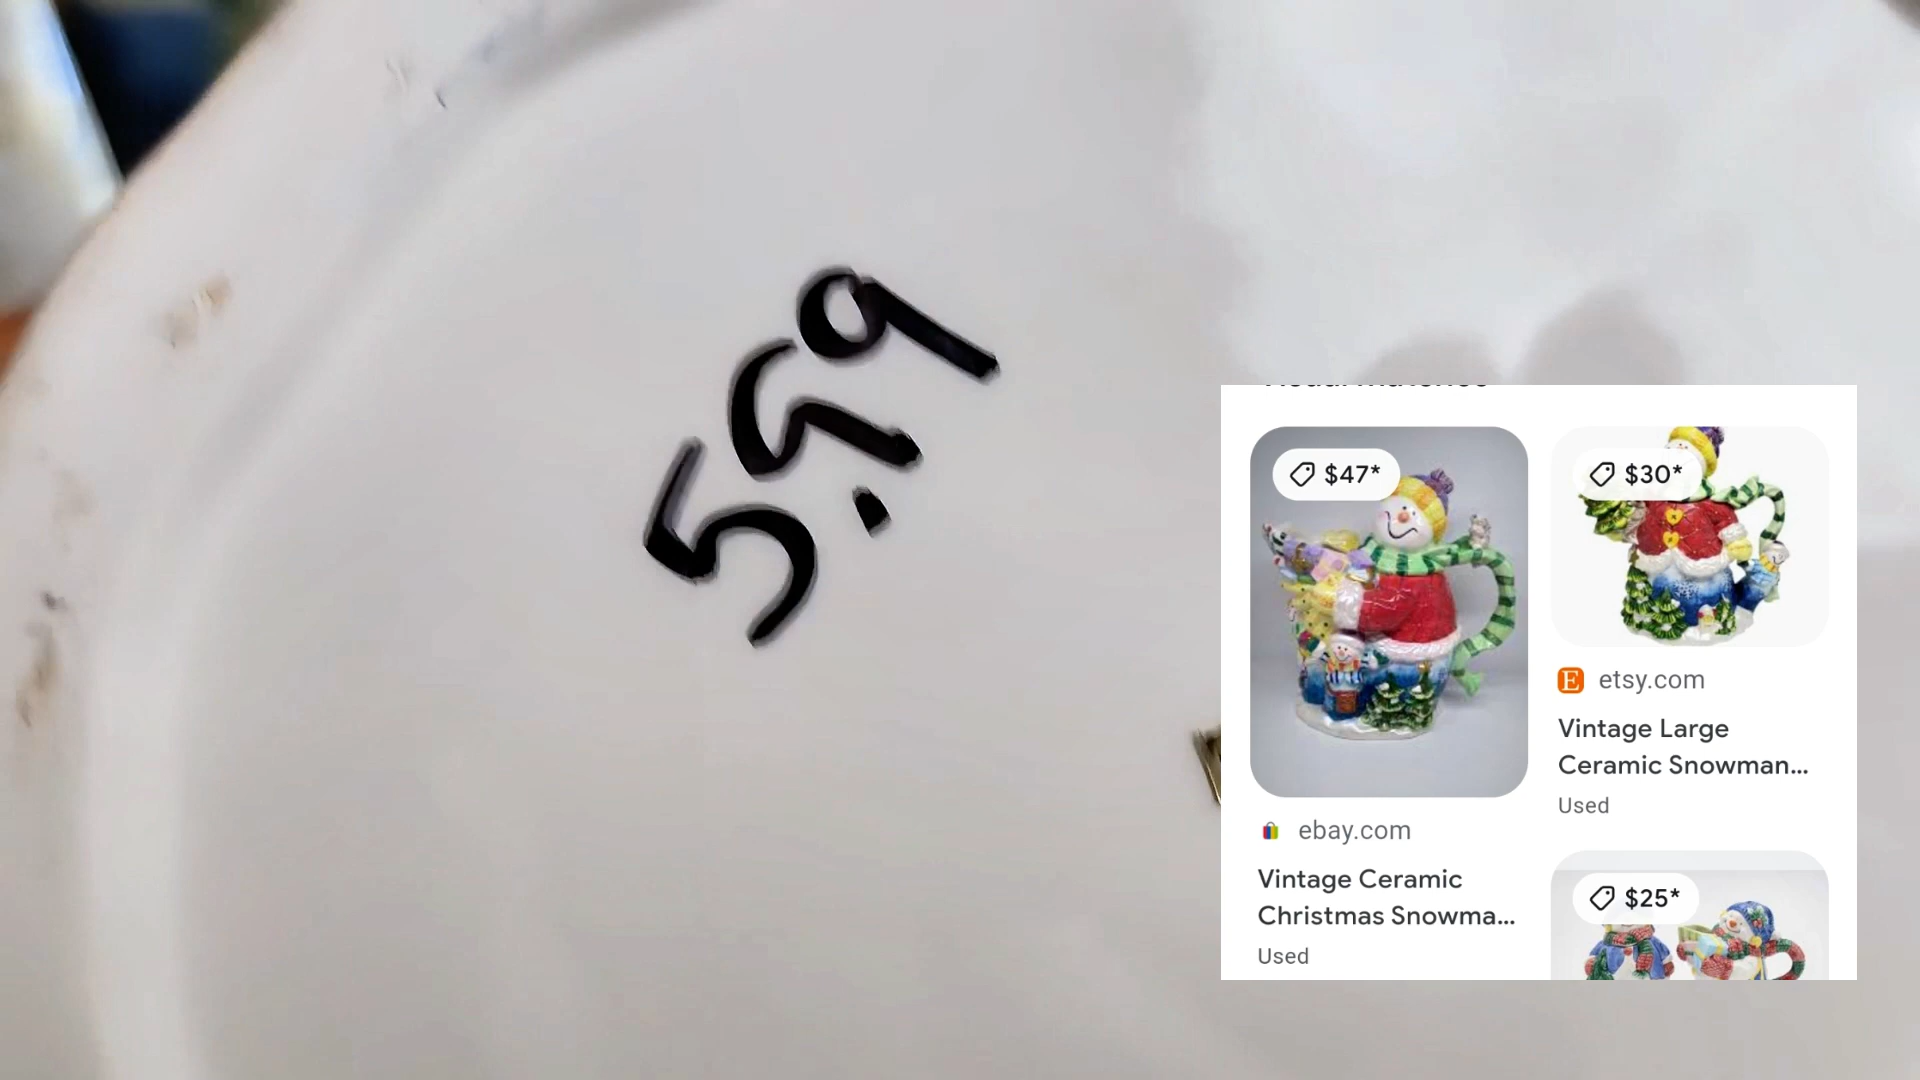 5.99
$47*
ebay.com
Vintage Ceramic
Christmas Snowma...
Used
$30*
E etsy.com
Vintage Large
Ceramic Snowman...
Used
$25*